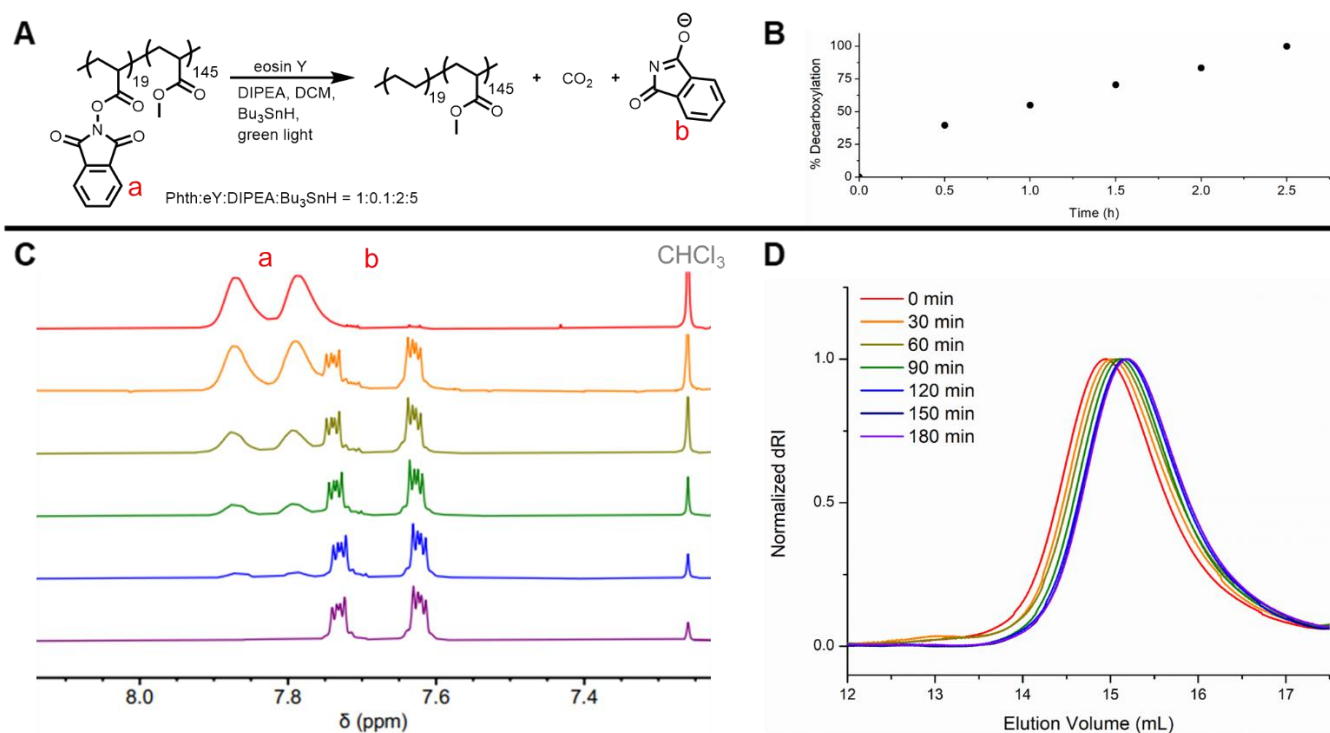 A
19
145
O
O
O
O
N
O
O
a
eosin Y
DIPEA, DCM,
Bu₃SnH,
green light
19
145
O
O
+
CO₂
+
O
⊖
N
O
b
Phth:eY:DIPEA:Bu₃SnH = 1:0.1:2:5
B
% Decarboxylation
100
75
50
25
0
0.0
0.5
1.0
1.5
2.0
2.5
Time (h)
C
a
b
CHCl₃
8.0
7.8
7.6
7.4
δ (ppm)
D
0 min
30 min
60 min
90 min
120 min
150 min
180 min
Normalized dRI
1.0
0.5
0.0
12
13
14
15
16
17
Elution Volume (mL)